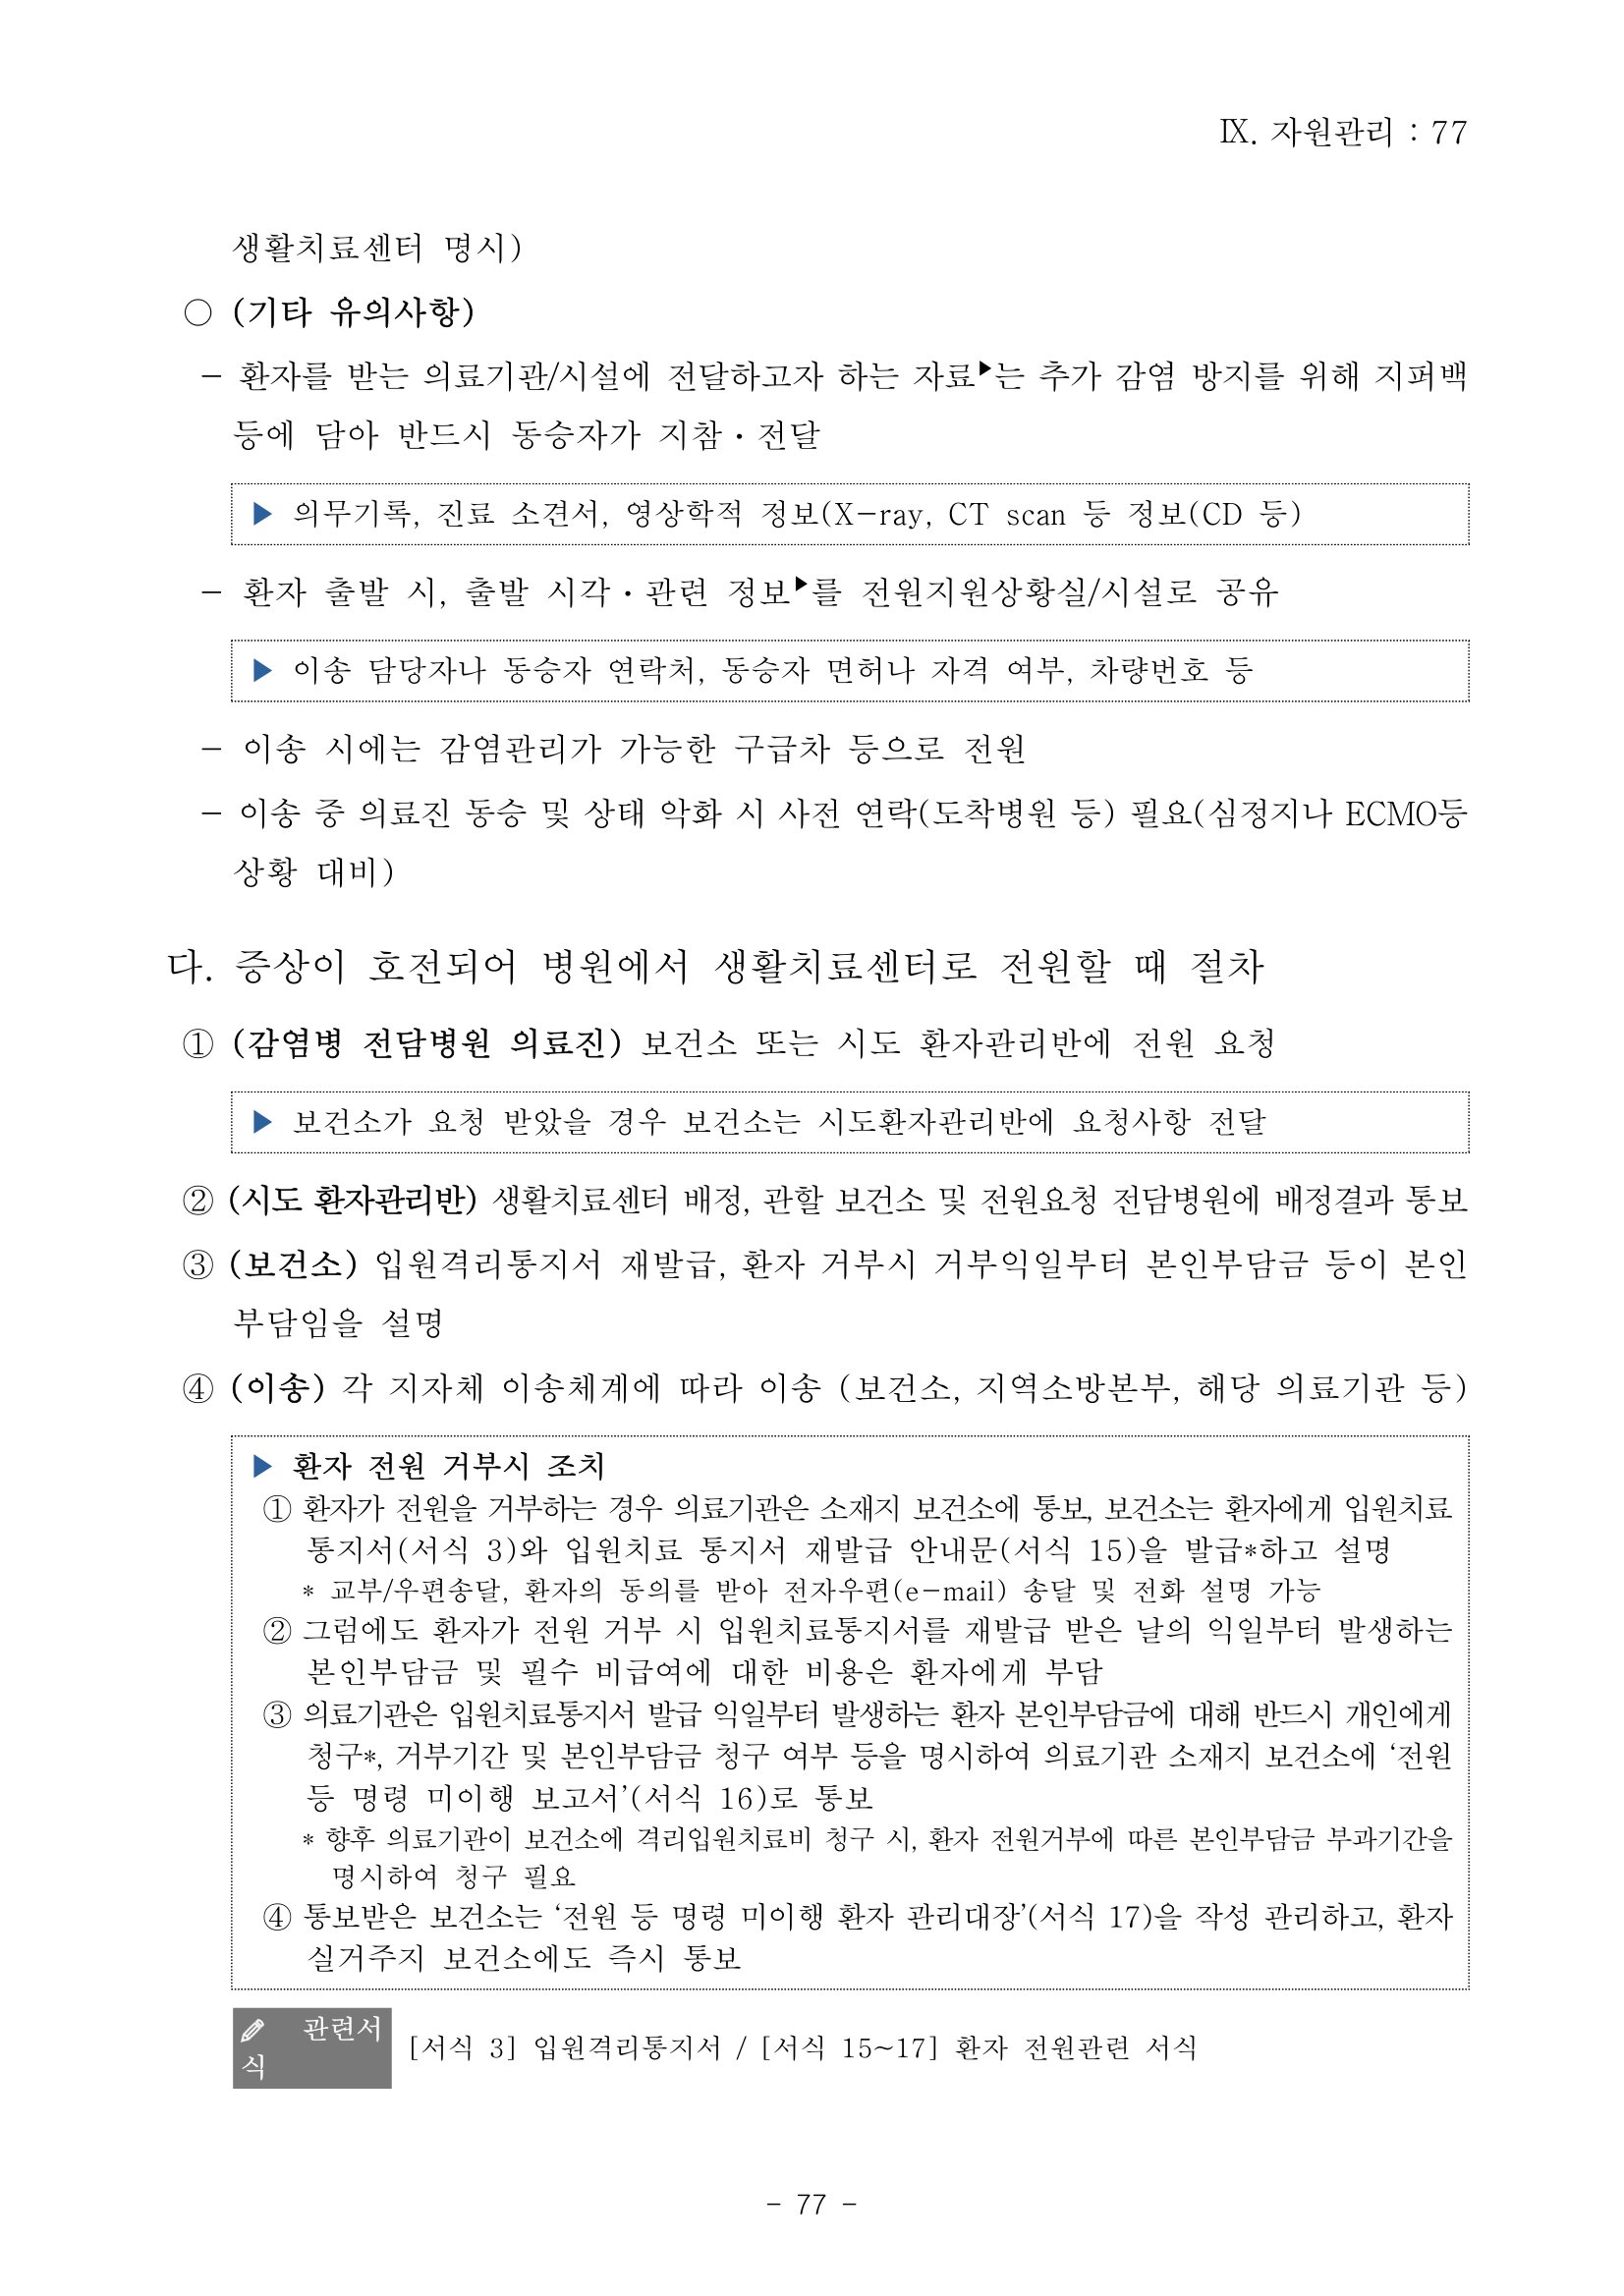 Ⅸ. 자원관리 : 77
생활치료센터 명시)
○ (기타 유의사항)
- 환자를 받는 의료기관/시설에 전달하고자 하는 자료▶는 추가 감염 방지를 위해 지퍼백
등에 담아 반드시 동승자가 지참·전달
▶ 의무기록, 진료 소견서, 영상학적 정보(X-ray, CT scan 등 정보(CD 등)
- 환자 출발 시, 출발 시각·관련 정보▶를 전원지원상황실/시설로 공유
▶ 이송 담당자나 동승자 연락처, 동승자 면허나 자격 여부, 차량번호 등
- 이송 시에는 감염관리가 가능한 구급차 등으로 전원
- 이송 중 의료진 동승 및 상태 악화 시 사전 연락(도착병원 등) 필요(심정지나 ECMO등
상황 대비)
다. 증상이 호전되어 병원에서 생활치료센터로 전원할 때 절차
① (감염병 전담병원 의료진) 보건소 또는 시도 환자관리반에 전원 요청
▶ 보건소가 요청 받았을 경우 보건소는 시도환자관리반에 요청사항 전달
② (시도 환자관리반) 생활치료센터 배정, 관할 보건소 및 전원요청 전담병원에 배정결과 통보
③ (보건소) 입원격리통지서 재발급, 환자 거부시 거부익일부터 본인부담금 등이 본인
부담임을 설명
④ (이송) 각 지자체 이송체계에 따라 이송 (보건소, 지역소방본부, 해당 의료기관 등)
▶ 환자 전원 거부시 조치
① 환자가 전원을 거부하는 경우 의료기관은 소재지 보건소에 통보, 보건소는 환자에게 입원치료
통지서(서식 3)와 입원치료 통지서 재발급 안내문(서식 15)을 발급*하고 설명
* 교부/우편송달, 환자의 동의를 받아 전자우편(e-mail) 송달 및 전화 설명 가능
② 그럼에도 환자가 전원 거부 시 입원치료통지서를 재발급 받은 날의 익일부터 발생하는
본인부담금 및 필수 비급여에 대한 비용은 환자에게 부담
③ 의료기관은 입원치료통지서 발급 익일부터 발생하는 환자 본인부담금에 대해 반드시 개인에게
청구*, 거부기간 및 본인부담금 청구 여부 등을 명시하여 의료기관 소재지 보건소에 ‘전원
등 명령 미이행 보고서’(서식 16)로 통보
* 향후 의료기관이 보건소에 격리입원치료비 청구 시, 환자 전원거부에 따른 본인부담금 부과기간을
명시하여 청구 필요
④ 통보받은 보건소는 ‘전원 등 명령 미이행 환자 관리대장’(서식 17)을 작성 관리하고, 환자
실거주지 보건소에도 즉시 통보
관련서
식
[서식 3] 입원격리통지서 / [서식 15~17] 환자 전원관련 서식
- 77 -